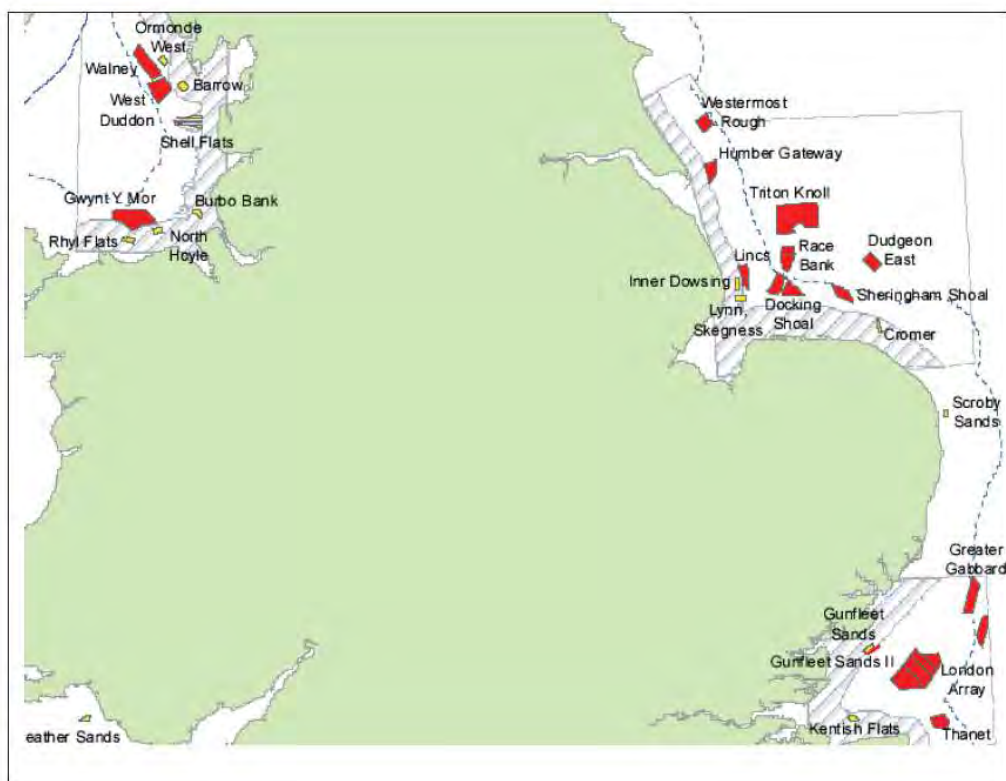 Ormonde
West
Walney
Barrow
West
Duddon
Shell Flats
Gwynt Y Mor
Burbo Bank
Rhyl Flats
North
Hoyle
Westermost
Rough
Humber Gateway
Triton Knoll
Lincs
Race
Bank
Dudgeon
East
Inner Dowsing
Sheringham Shoal
Lynn,
Skegness
Docking
Shoal
Cromer
Scroby
Sands
Greater
Gabbard
Gunfleet
Sands
Gunfleet Sands II
London
Array
Kentish Flats
Thanet
eather Sands